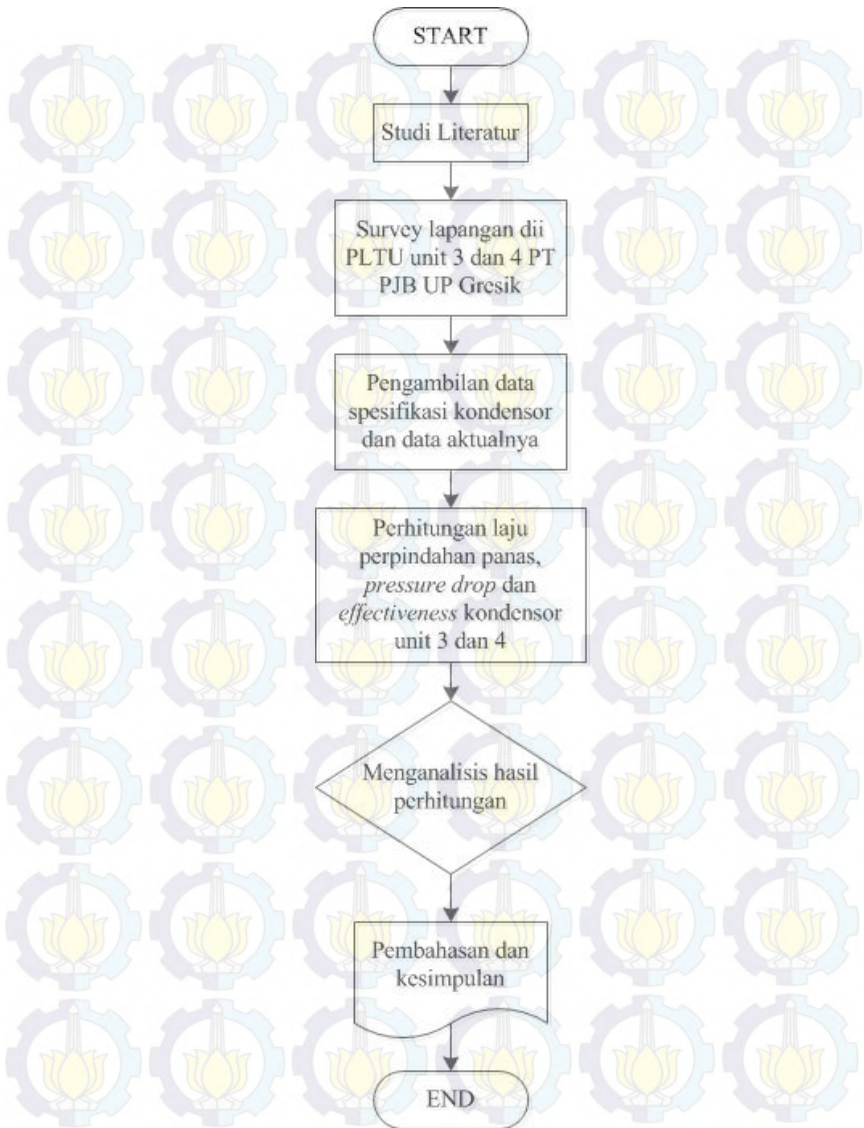 START
Studi Literatur
Survey lapangan dii
PLTU unit 3 dan 4 PT
PJB UP Gresik
Pengambilan data
spesifikasi kondensor
dan data aktualnya
Perhitungan laju
perpindahan panas,
pressure drop dan
effectiveness kondensor
unit 3 dan 4
Menganalisis hasil
perhitungan
Pembahasan dan
kesimpulan
END